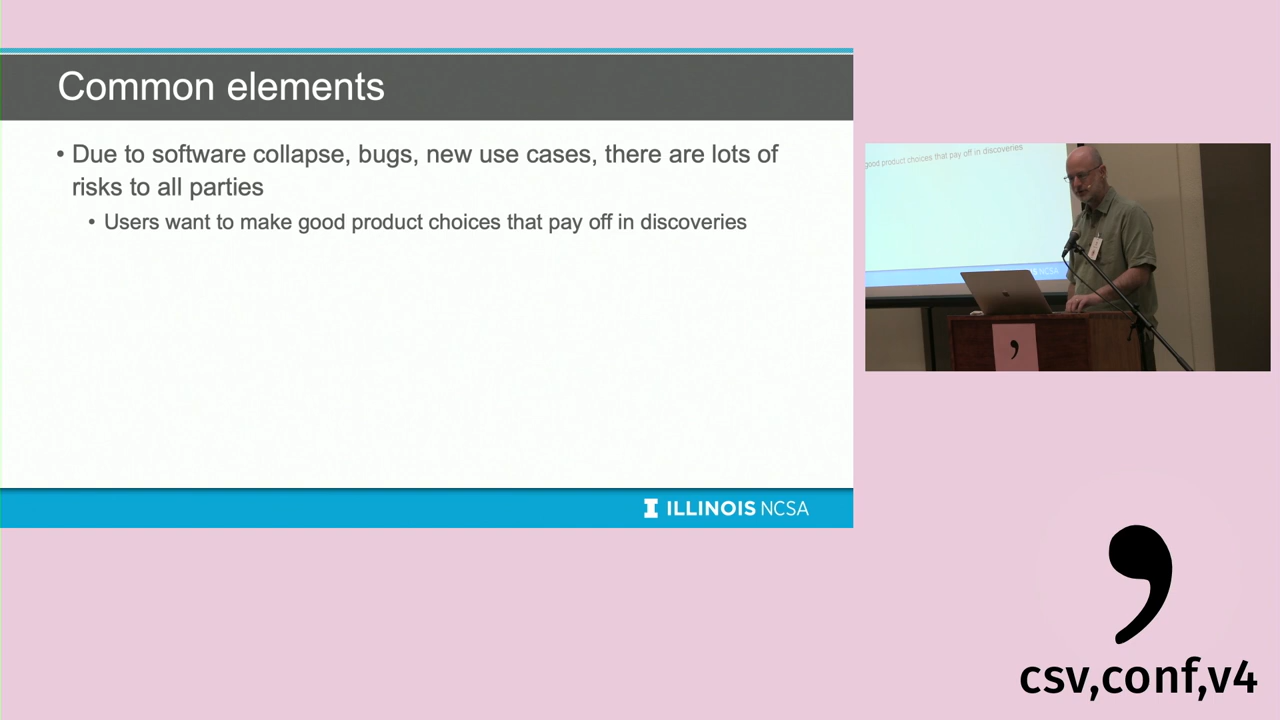 Common elements
• Due to software collapse, bugs, new use cases, there are lots of
risks to all parties
• Users want to make good product choices that pay off in discoveries
ILLINOIS NCSA
good product choices that pay off in discoveries
NCSA
,
csv,conf,v4